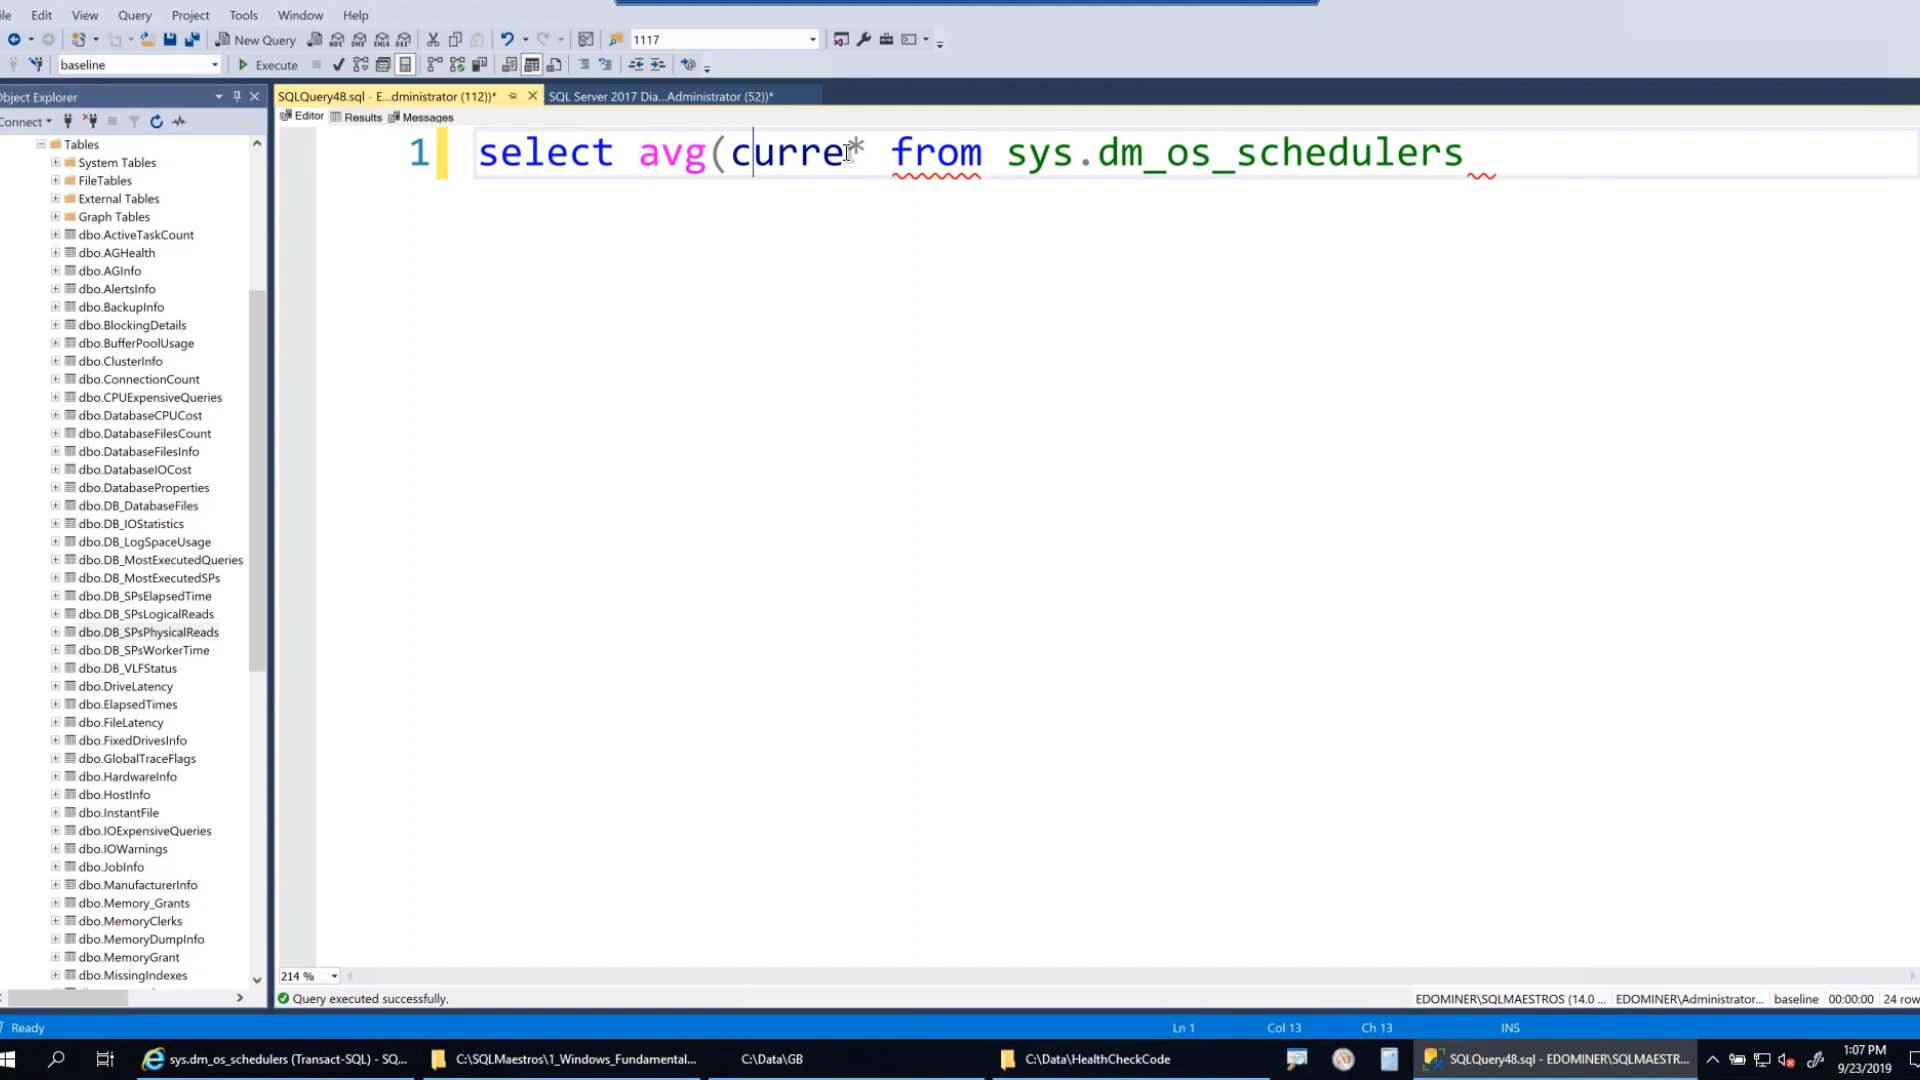 ile Edit View Query Project Tools Window Help
New Query MDX DMX XMLA DAX 1117
baseline Execute
Object Explorer
SQLQuery48.sql - E...dministrator (112))* SQL Server 2017 Dia...Administrator (52))*
Connect
Editor Results Messages
1 select avg(curre* from sys.dm_os_schedulers
Tables
System Tables
FileTables
External Tables
Graph Tables
dbo.ActiveTaskCount
dbo.AGHealth
dbo.AGInfo
dbo.AlertsInfo
dbo.BackupInfo
dbo.BlockingDetails
dbo.BufferPoolUsage
dbo.ClusterInfo
dbo.ConnectionCount
dbo.CPUExpensiveQueries
dbo.DatabaseCPUCost
dbo.DatabaseFilesCount
dbo.DatabaseFilesInfo
dbo.DatabaseIOCost
dbo.DatabaseProperties
dbo.DB_DatabaseFiles
dbo.DB_IOStatistics
dbo.DB_LogSpaceUsage
dbo.DB_MostExecutedQueries
dbo.DB_MostExecutedSPs
dbo.DB_SPsElapsedTime
dbo.DB_SPsLogicalReads
dbo.DB_SPsPhysicalReads
dbo.DB_SPsWorkerTime
dbo.DB_VLFStatus
dbo.DriveLatency
dbo.ElapsedTimes
dbo.FileLatency
dbo.FixedDrivesInfo
dbo.GlobalTraceFlags
dbo.HardwareInfo
dbo.HostInfo
dbo.InstantFile
dbo.IOExpensiveQueries
dbo.IOWarnings
dbo.JobInfo
dbo.ManufacturerInfo
dbo.Memory_Grants
dbo.MemoryClerks
dbo.MemoryDumpInfo
dbo.MemoryGrant
dbo.MissingIndexes
214 %
Query executed successfully. EDOMINER\SQLMAESTROS (14.0 ... EDOMINER\Administrator... baseline 00:00:00 24 row
Ready Ln 1 Col 13 Ch 13 INS
sys.dm_os_schedulers (Transact-SQL) - SQ... C:\SQLMaestros\1_Windows_Fundamental... C:\Data\GB C:\Data\HealthCheckCode SQLQuery48.sql - EDOMINER\SQLMAESTR... 1:07 PM
9/23/2019